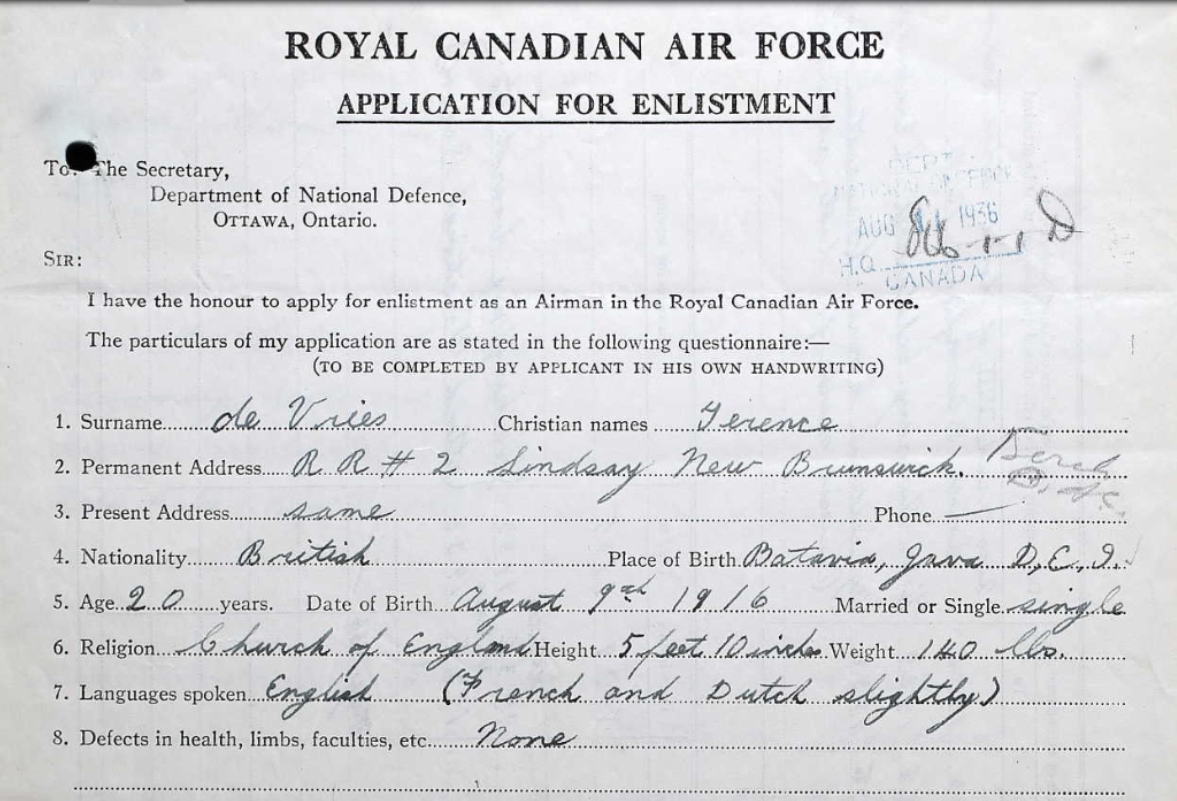 ROYAL CANADIAN AIR FORCE
APPLICATION FOR ENLISTMENT
To: The Secretary,
Department of National Defence,
OTTAWA, Ontario.
DEPT.
NATIONAL DEFENCE
AUG 1936
H.Q.
CANADA
SIR:
I have the honour to apply for enlistment as an Airman in the Royal Canadian Air Force.
The particulars of my application are as stated in the following questionnaire:—
(TO BE COMPLETED BY APPLICANT IN HIS OWN HANDWRITING)
1. Surname de Vries Christian names Terence
2. Permanent Address R R # 2 Lindsay New Brunswick.
3. Present Address same Phone —
4. Nationality British Place of Birth Batavia, Java D.E.I.
5. Age 20 years. Date of Birth August 1916 Married or Single single
6. Religion Church of England Height 5 feet 10 inches Weight 140 lbs.
7. Languages spoken English (French and Dutch slightly)
8. Defects in health, limbs, faculties, etc. None